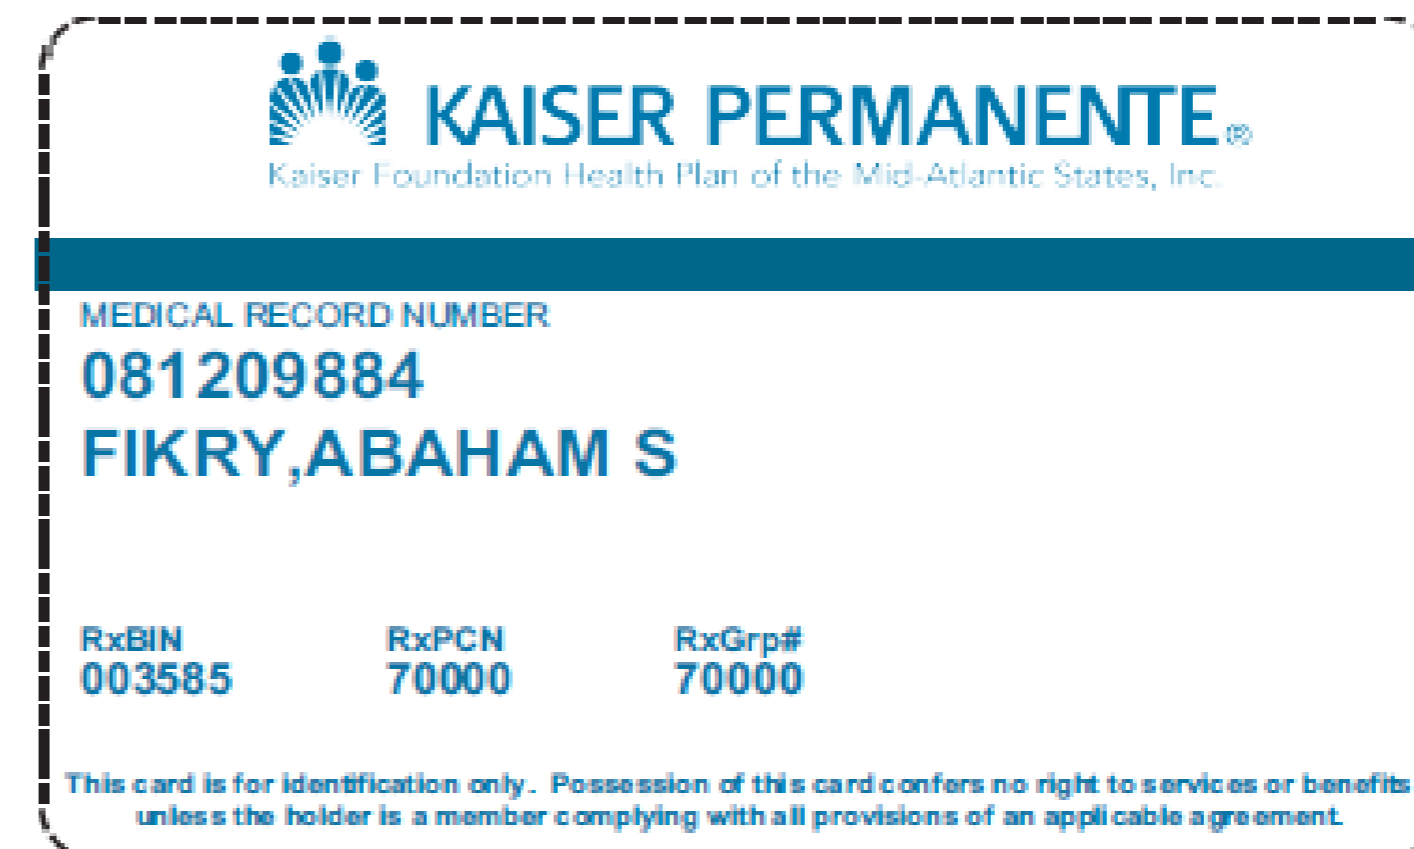 KAISER PERMANENTE®
Kaiser Foundation Health Plan of the Mid-Atlantic States, Inc.
MEDICAL RECORD NUMBER
081209884
FIKRY,ABAHAM S
RxBIN RxPCN RxGrp#
003585 70000 70000
This card is for identification only. Possession of this card confers no right to services or benefits
unless the holder is a member complying with all provisions of an applicable agreement.